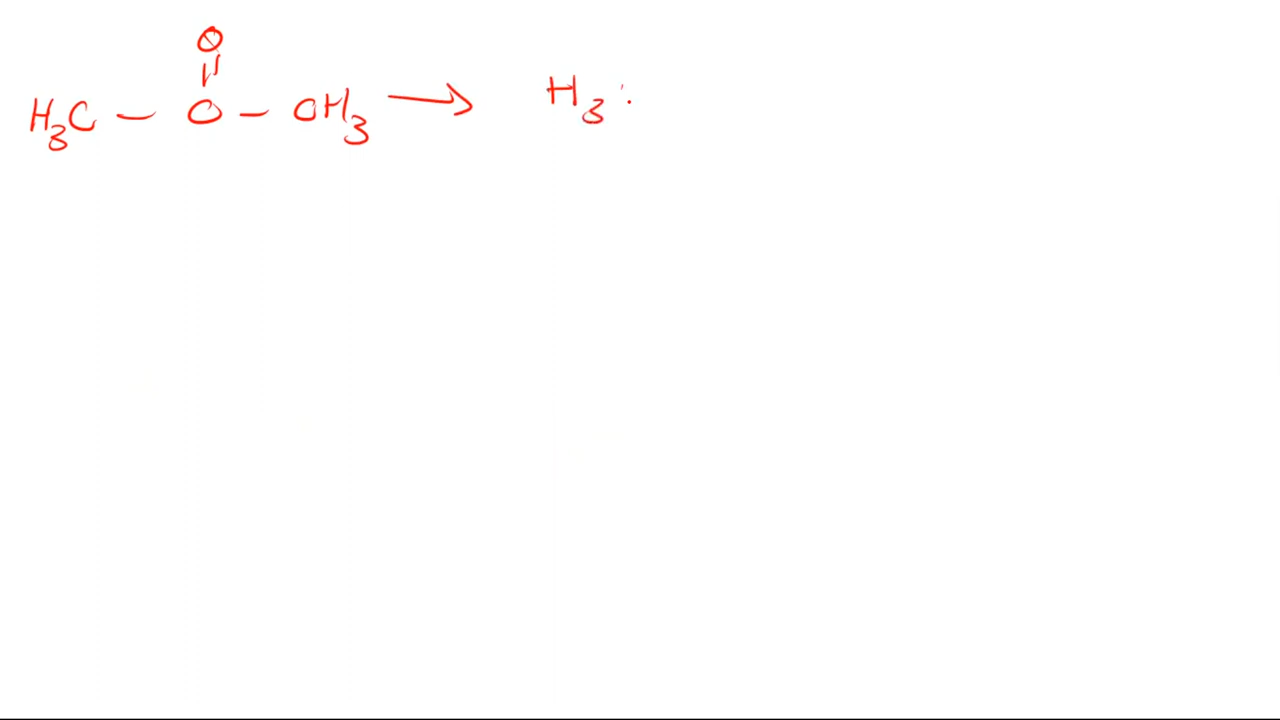 O
||
H₃C — C — CH₃ → H₃